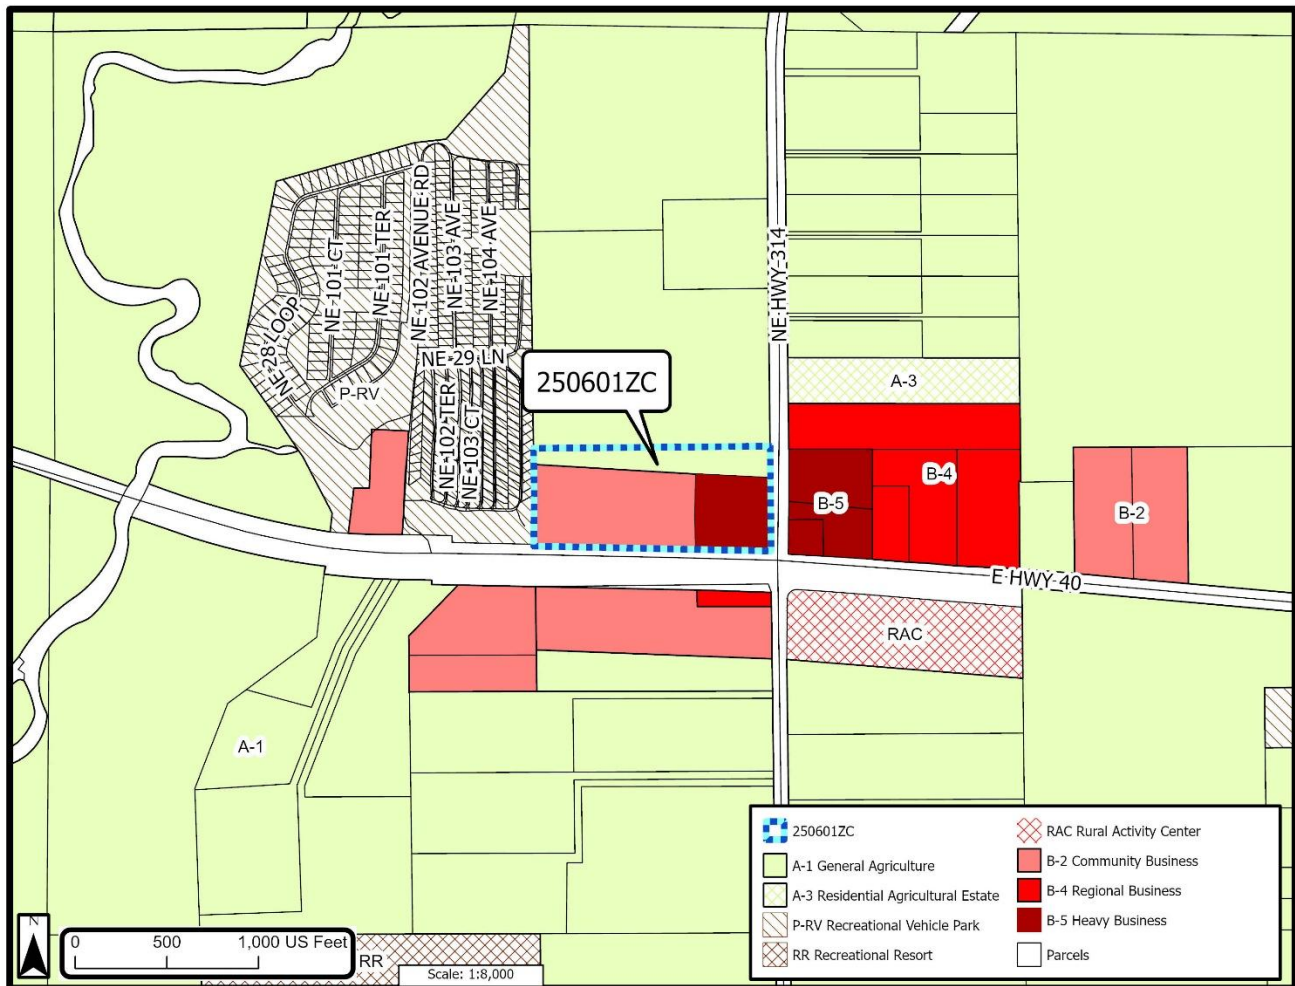 NE 101 CT
NE 101 TER
NE 102 AVENUE RD
NE 103 AVE
NE 104 AVE
NE HWY 314
NE 28 LOOP
NE 29 LN
P-RV
250601ZC
A-3
NE 102 TER
NE 103 CT
B-4
B-5
B-2
E HWY 40
RAC
A-1
RR
N
0 500 1,000 US Feet
Scale: 1:8,000
250601ZC
A-1 General Agriculture
A-3 Residential Agricultural Estate
P-RV Recreational Vehicle Park
RR Recreational Resort
RAC Rural Activity Center
B-2 Community Business
B-4 Regional Business
B-5 Heavy Business
Parcels